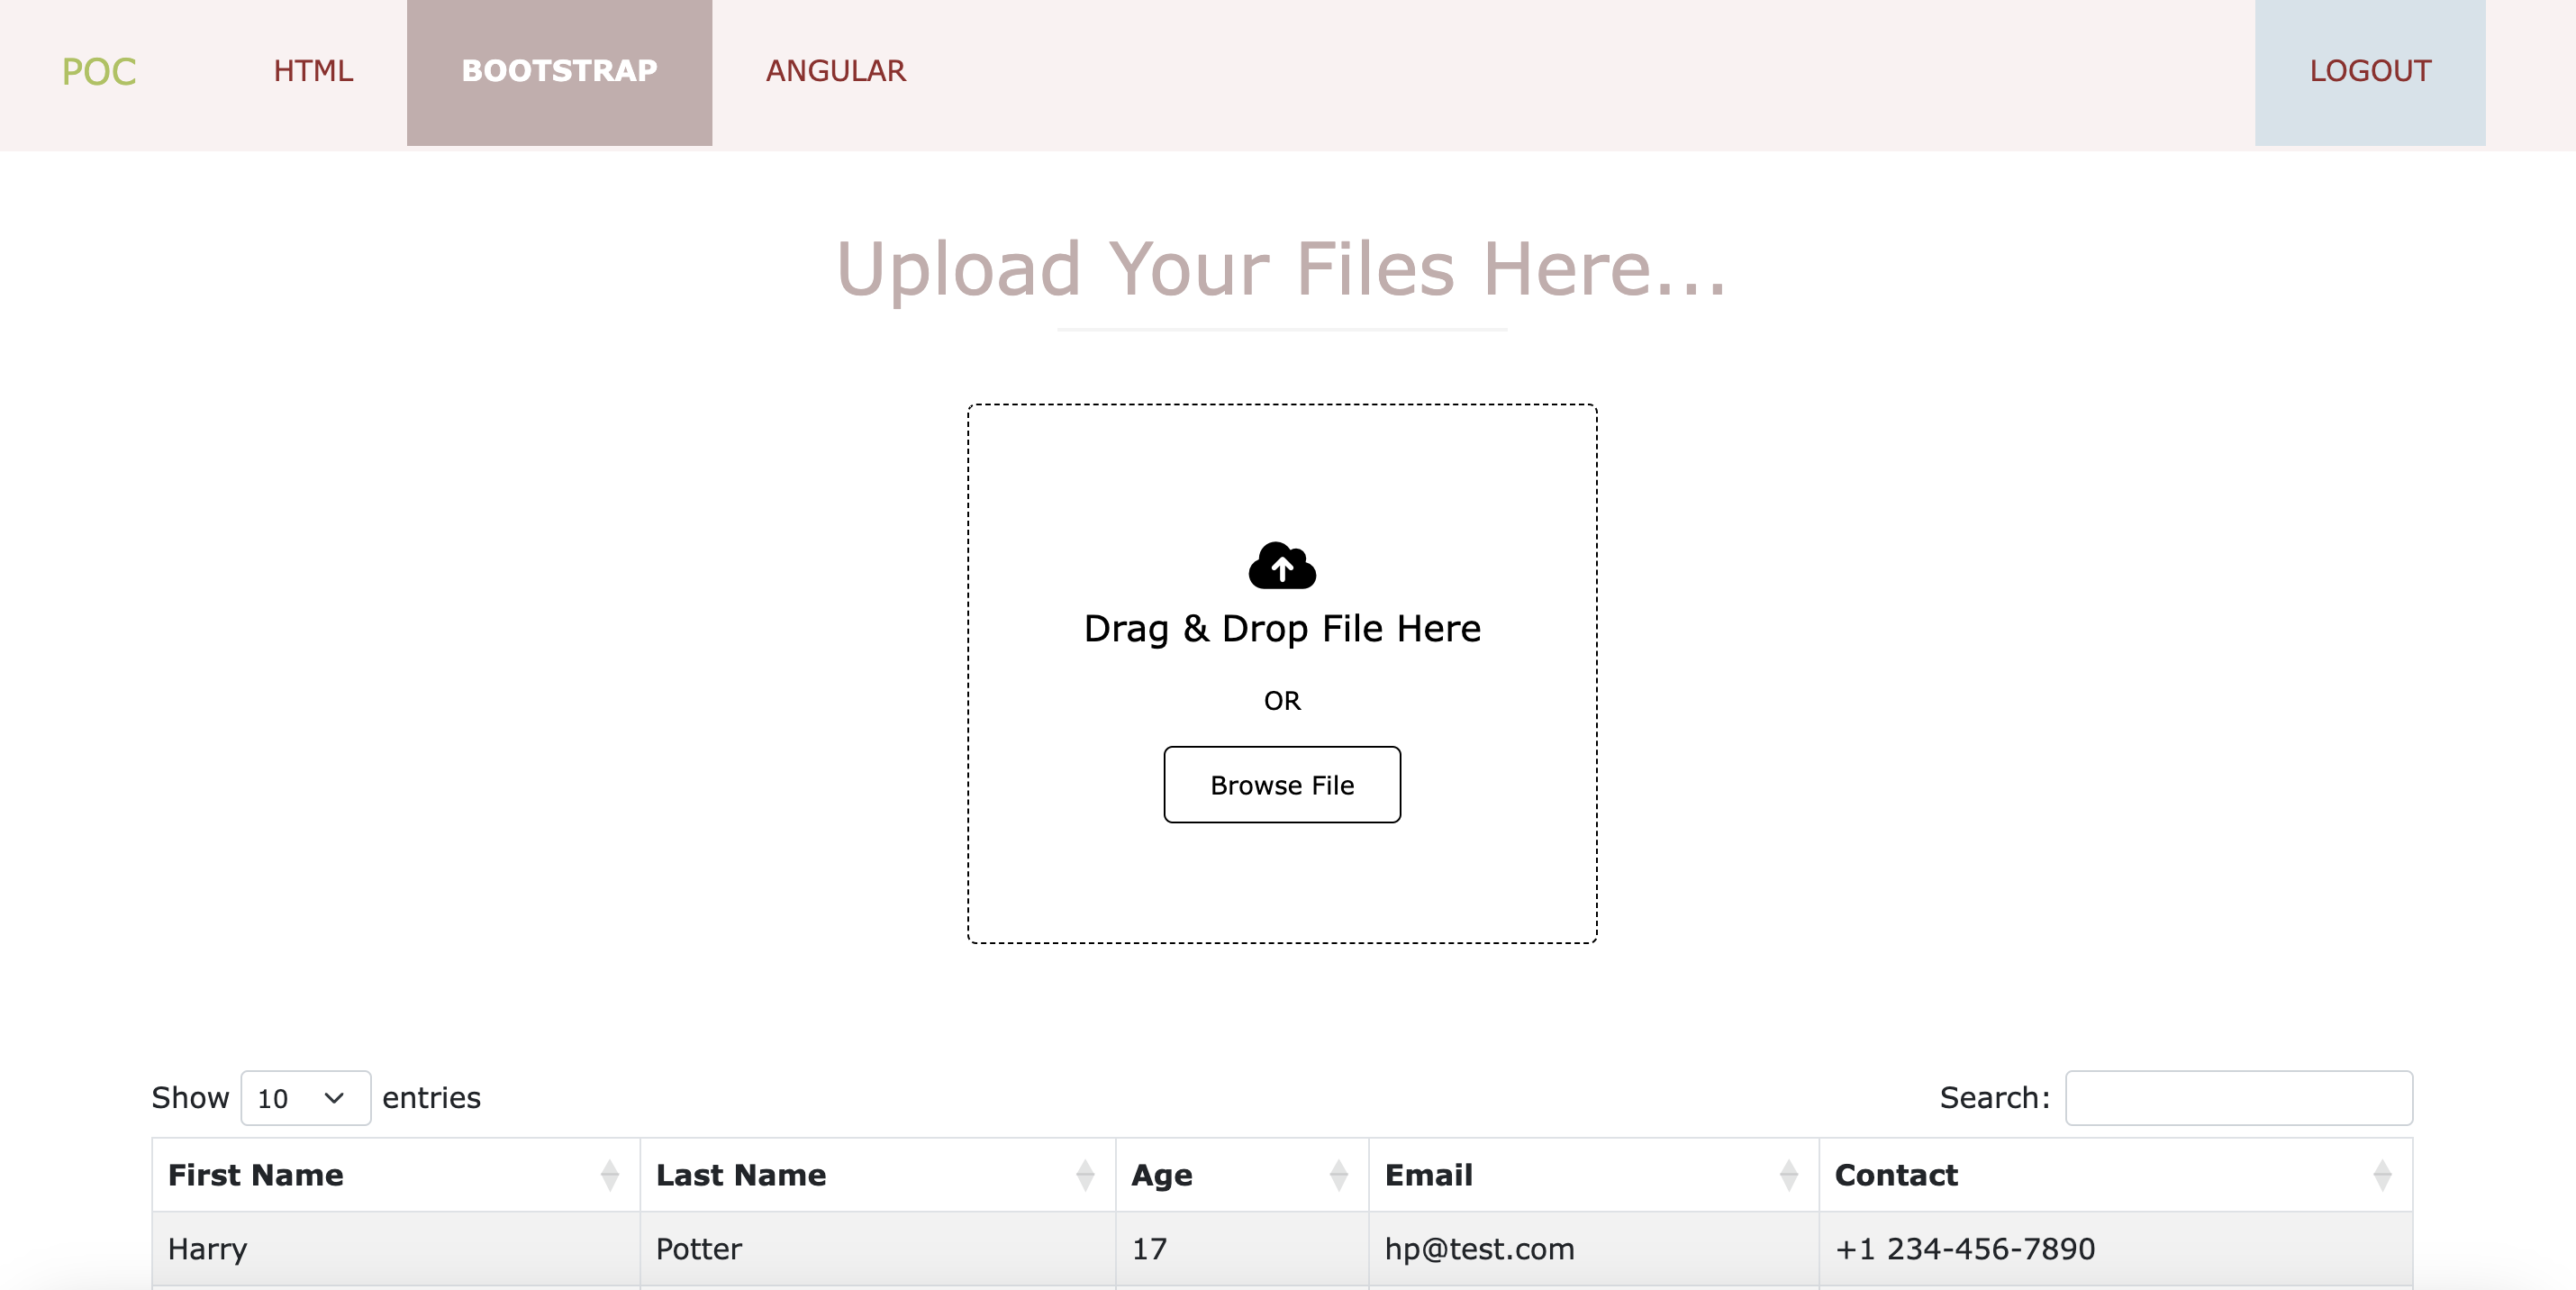 POC HTML BOOTSTRAP ANGULAR LOGOUT
Upload Your Files Here...
Drag & Drop File Here
OR
Browse File
Show 10 entries Search:
First Name Last Name Age Email Contact
Harry Potter 17 hp@test.com +1 234-456-7890